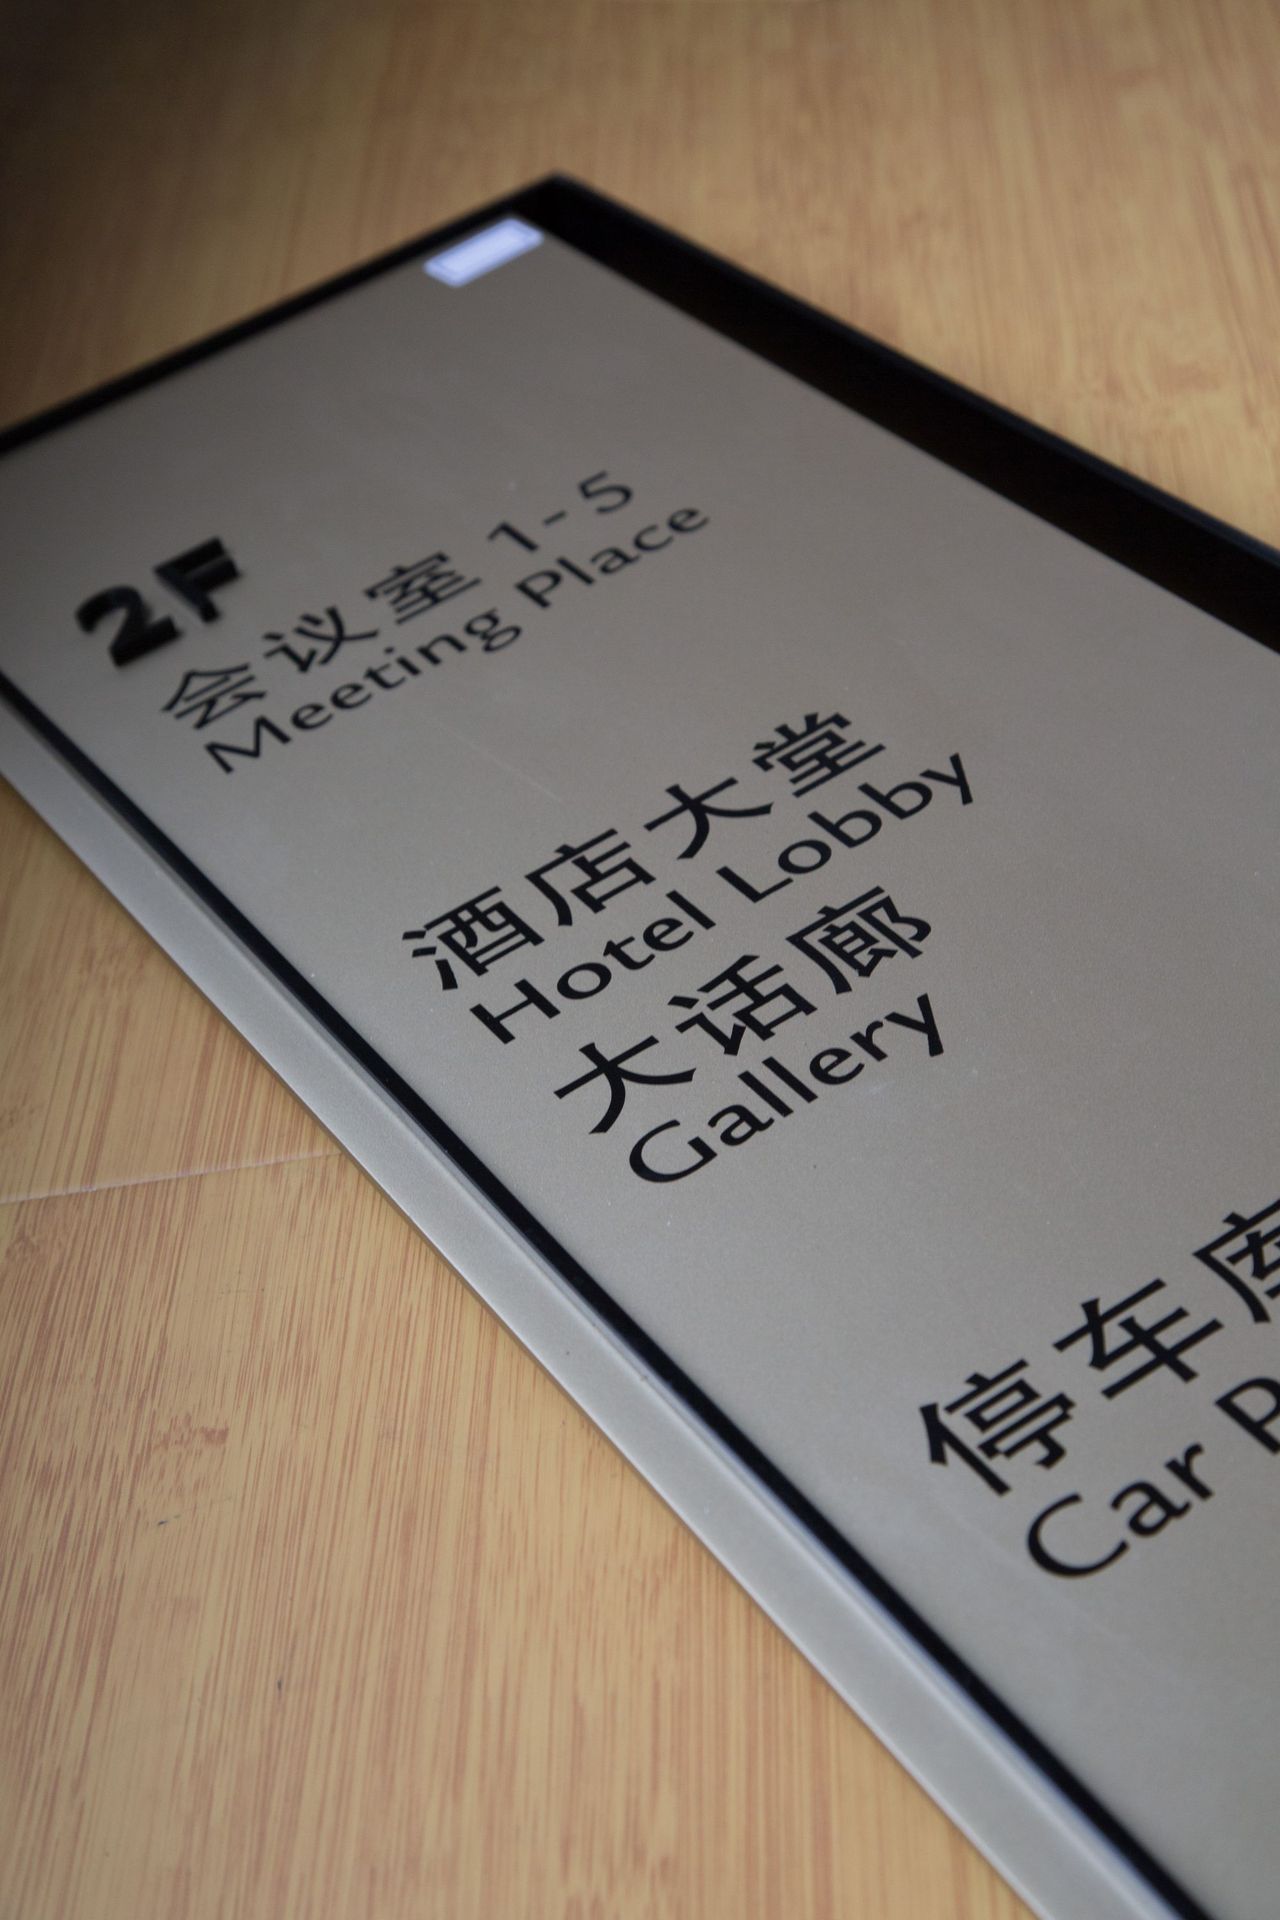 2F
会议室 1-5
Meeting Place
酒店大堂
Hotel Lobby
大话廊
Gallery
停车库
Car